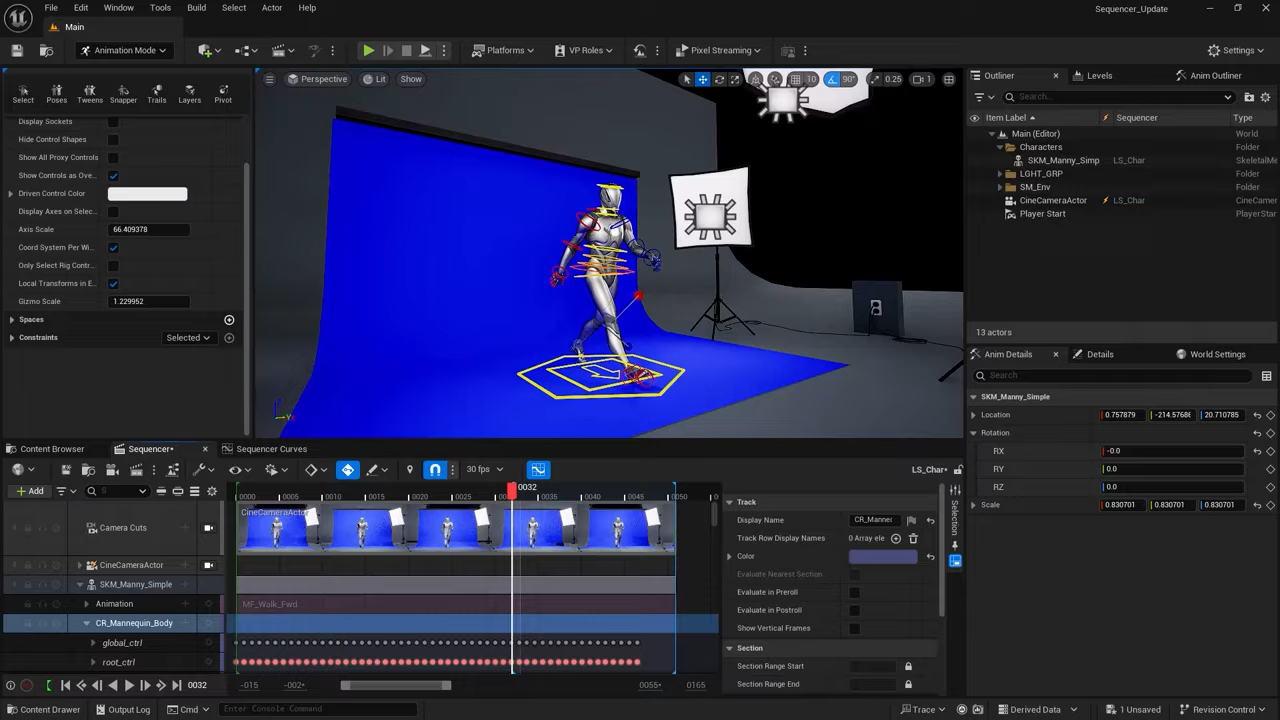 File Edit Window Tools Build Select Actor Help
Sequencer_Update
Main
Animation Mode
Platforms
VP Roles
Pixel Streaming
Settings
Perspective
Lit
Show
10
90°
0.25
1
Select Poses Tweens Snapper Trails Layers Pivot
Display Sockets
Hide Control Shapes
Show All Proxy Controls
Show Controls as Ove...
Driven Control Color
Display Axes on Selec...
Axis Scale 66.409378
Coord System Per Wi...
Only Select Rig Contr...
Local Transforms in E...
Gizmo Scale 1.229952
Spaces
Constraints Selected
Outliner
Levels
Anim Outliner
Search...
Item Label Sequencer Type
Main (Editor) World
Characters Folder
SKM_Manny_Simp LS_Char SkeletalMe
LGHT_GRP Folder
SM_Env Folder
CineCameraActor LS_Char CineCamer
Player Start PlayerStar
13 actors
Anim Details
Details
World Settings
Search
SKM_Manny_Simple
Location 0.757879 -214.57686 20.710785
Rotation
RX -0.0
RY 0.0
RZ 0.0
Scale 0.830701 0.830701 0.830701
Content Browser
Sequencer*
Sequencer Curves
30 fps
LS_Char*
Add
S
0032
0000 0005 0010 0015 0020 0025 0035 0040 0045 0050
CineCameraActor
Camera Cuts
CineCameraActor
SKM_Manny_Simple
Animation
MF_Walk_Fwd
CR_Mannequin_Body
global_ctrl
root_ctrl
0032
-015
-002*
0055*
0165
Selection
Track
Display Name CR_Mannec
Track Row Display Names 0 Array ele
Color
Evaluate Nearest Section
Evaluate in Preroll
Evaluate in Postroll
Show Vertical Frames
Section
Section Range Start
Section Range End
Content Drawer
Output Log
Cmd
Enter Console Command
Trace
Derived Data
1 Unsaved
Revision Control